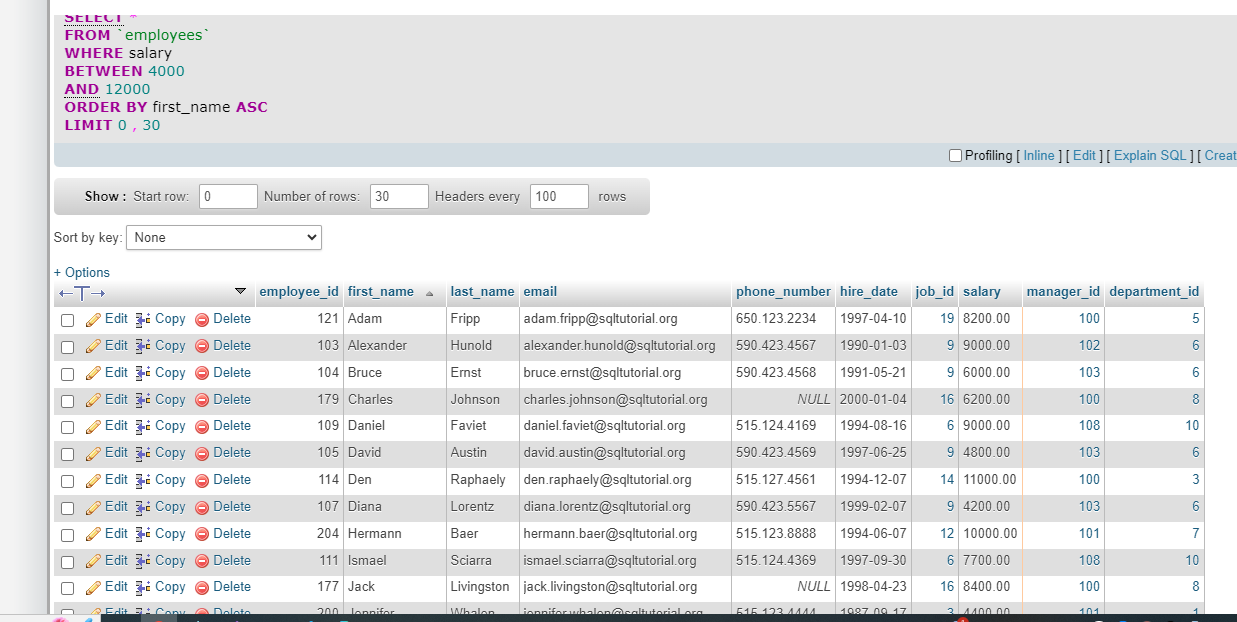 SELECT *
FROM `employees`
WHERE salary
BETWEEN 4000
AND 12000
ORDER BY first_name ASC
LIMIT 0 , 30
Profiling [ Inline ] [ Edit ] [ Explain SQL ] [ Creat
Show : Start row: 0 Number of rows: 30 Headers every 100 rows
Sort by key: None
+ Options
←T→ employee_id first_name last_name email phone_number hire_date job_id salary manager_id department_id
Edit Copy Delete 121 Adam Fripp adam.fripp@sqltutorial.org 650.123.2234 1997-04-10 19 8200.00 100 5
Edit Copy Delete 103 Alexander Hunold alexander.hunold@sqltutorial.org 590.423.4567 1990-01-03 9 9000.00 102 6
Edit Copy Delete 104 Bruce Ernst bruce.ernst@sqltutorial.org 590.423.4568 1991-05-21 9 6000.00 103 6
Edit Copy Delete 179 Charles Johnson charles.johnson@sqltutorial.org NULL 2000-01-04 16 6200.00 100 8
Edit Copy Delete 109 Daniel Faviet daniel.faviet@sqltutorial.org 515.124.4169 1994-08-16 6 9000.00 108 10
Edit Copy Delete 105 David Austin david.austin@sqltutorial.org 590.423.4569 1997-06-25 9 4800.00 103 6
Edit Copy Delete 114 Den Raphaely den.raphaely@sqltutorial.org 515.127.4561 1994-12-07 14 11000.00 100 3
Edit Copy Delete 107 Diana Lorentz diana.lorentz@sqltutorial.org 590.423.5567 1999-02-07 9 4200.00 103 6
Edit Copy Delete 204 Hermann Baer hermann.baer@sqltutorial.org 515.123.8888 1994-06-07 12 10000.00 101 7
Edit Copy Delete 111 Ismael Sciarra ismael.sciarra@sqltutorial.org 515.124.4369 1997-09-30 6 7700.00 108 10
Edit Copy Delete 177 Jack Livingston jack.livingston@sqltutorial.org NULL 1998-04-23 16 8400.00 100 8
Edit Copy Delete 200 Jennifer Whalen jennifer.whalen@sqltutorial.org 515.123.4444 1987-09-17 3 4400.00 101 1